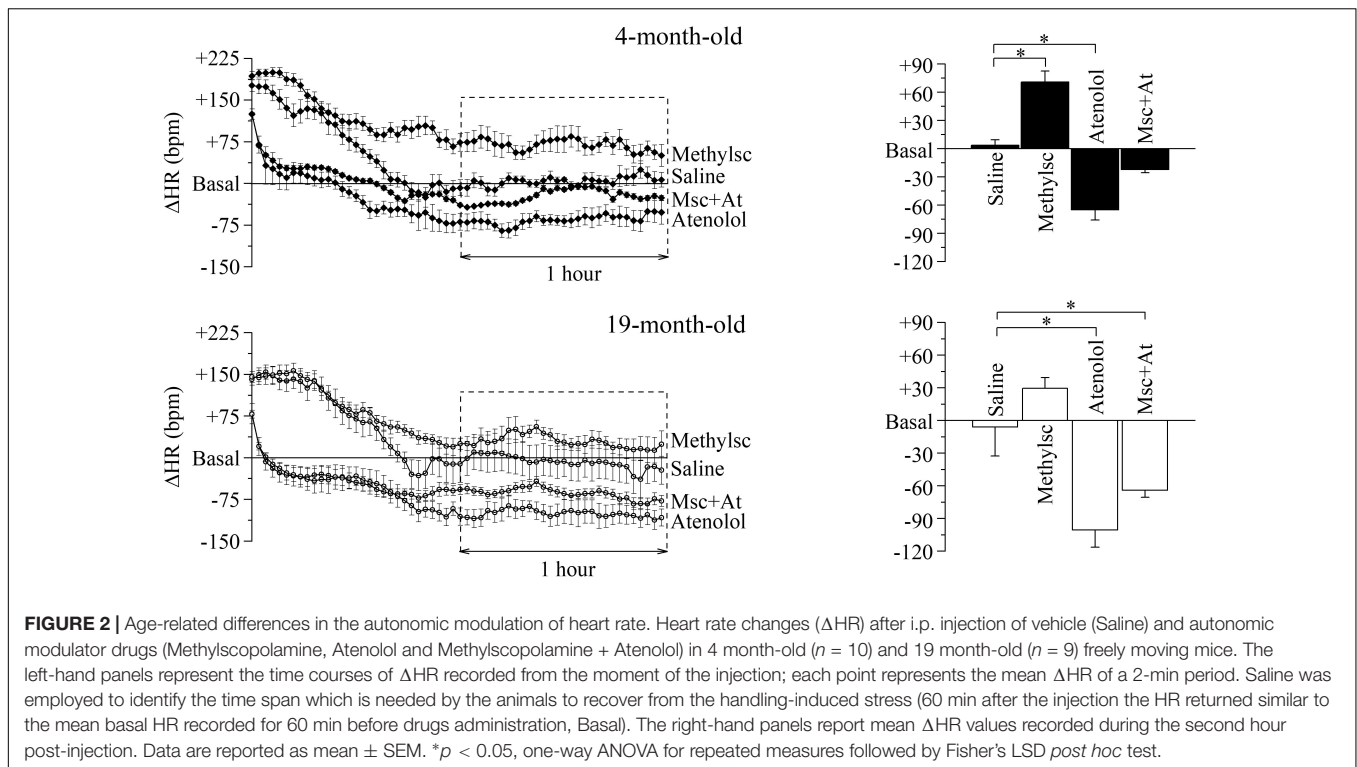 4-month-old
+225
+150
+75
Basal
-75
-150
ΔHR (bpm)
Methylsc
Saline
Msc+At
Atenolol
1 hour
+90
+60
+30
Basal
-30
-60
-90
-120
*
*
Saline
Methylsc
Atenolol
Msc+At
19-month-old
+225
+150
+75
Basal
-75
-150
ΔHR (bpm)
Methylsc
Saline
Msc+At
Atenolol
1 hour
+90
+60
+30
Basal
-30
-60
-90
-120
*
*
Saline
Methylsc
Atenolol
Msc+At
FIGURE 2 | Age-related differences in the autonomic modulation of heart rate. Heart rate changes (ΔHR) after i.p. injection of vehicle (Saline) and autonomic
modulator drugs (Methylscopolamine, Atenolol and Methylscopolamine + Atenolol) in 4 month-old (n = 10) and 19 month-old (n = 9) freely moving mice. The
left-hand panels represent the time courses of ΔHR recorded from the moment of the injection; each point represents the mean ΔHR of a 2-min period. Saline was
employed to identify the time span which is needed by the animals to recover from the handling-induced stress (60 min after the injection the HR returned similar to
the mean basal HR recorded for 60 min before drugs administration, Basal). The right-hand panels report mean ΔHR values recorded during the second hour
post-injection. Data are reported as mean ± SEM. *p < 0.05, one-way ANOVA for repeated measures followed by Fisher's LSD post hoc test.